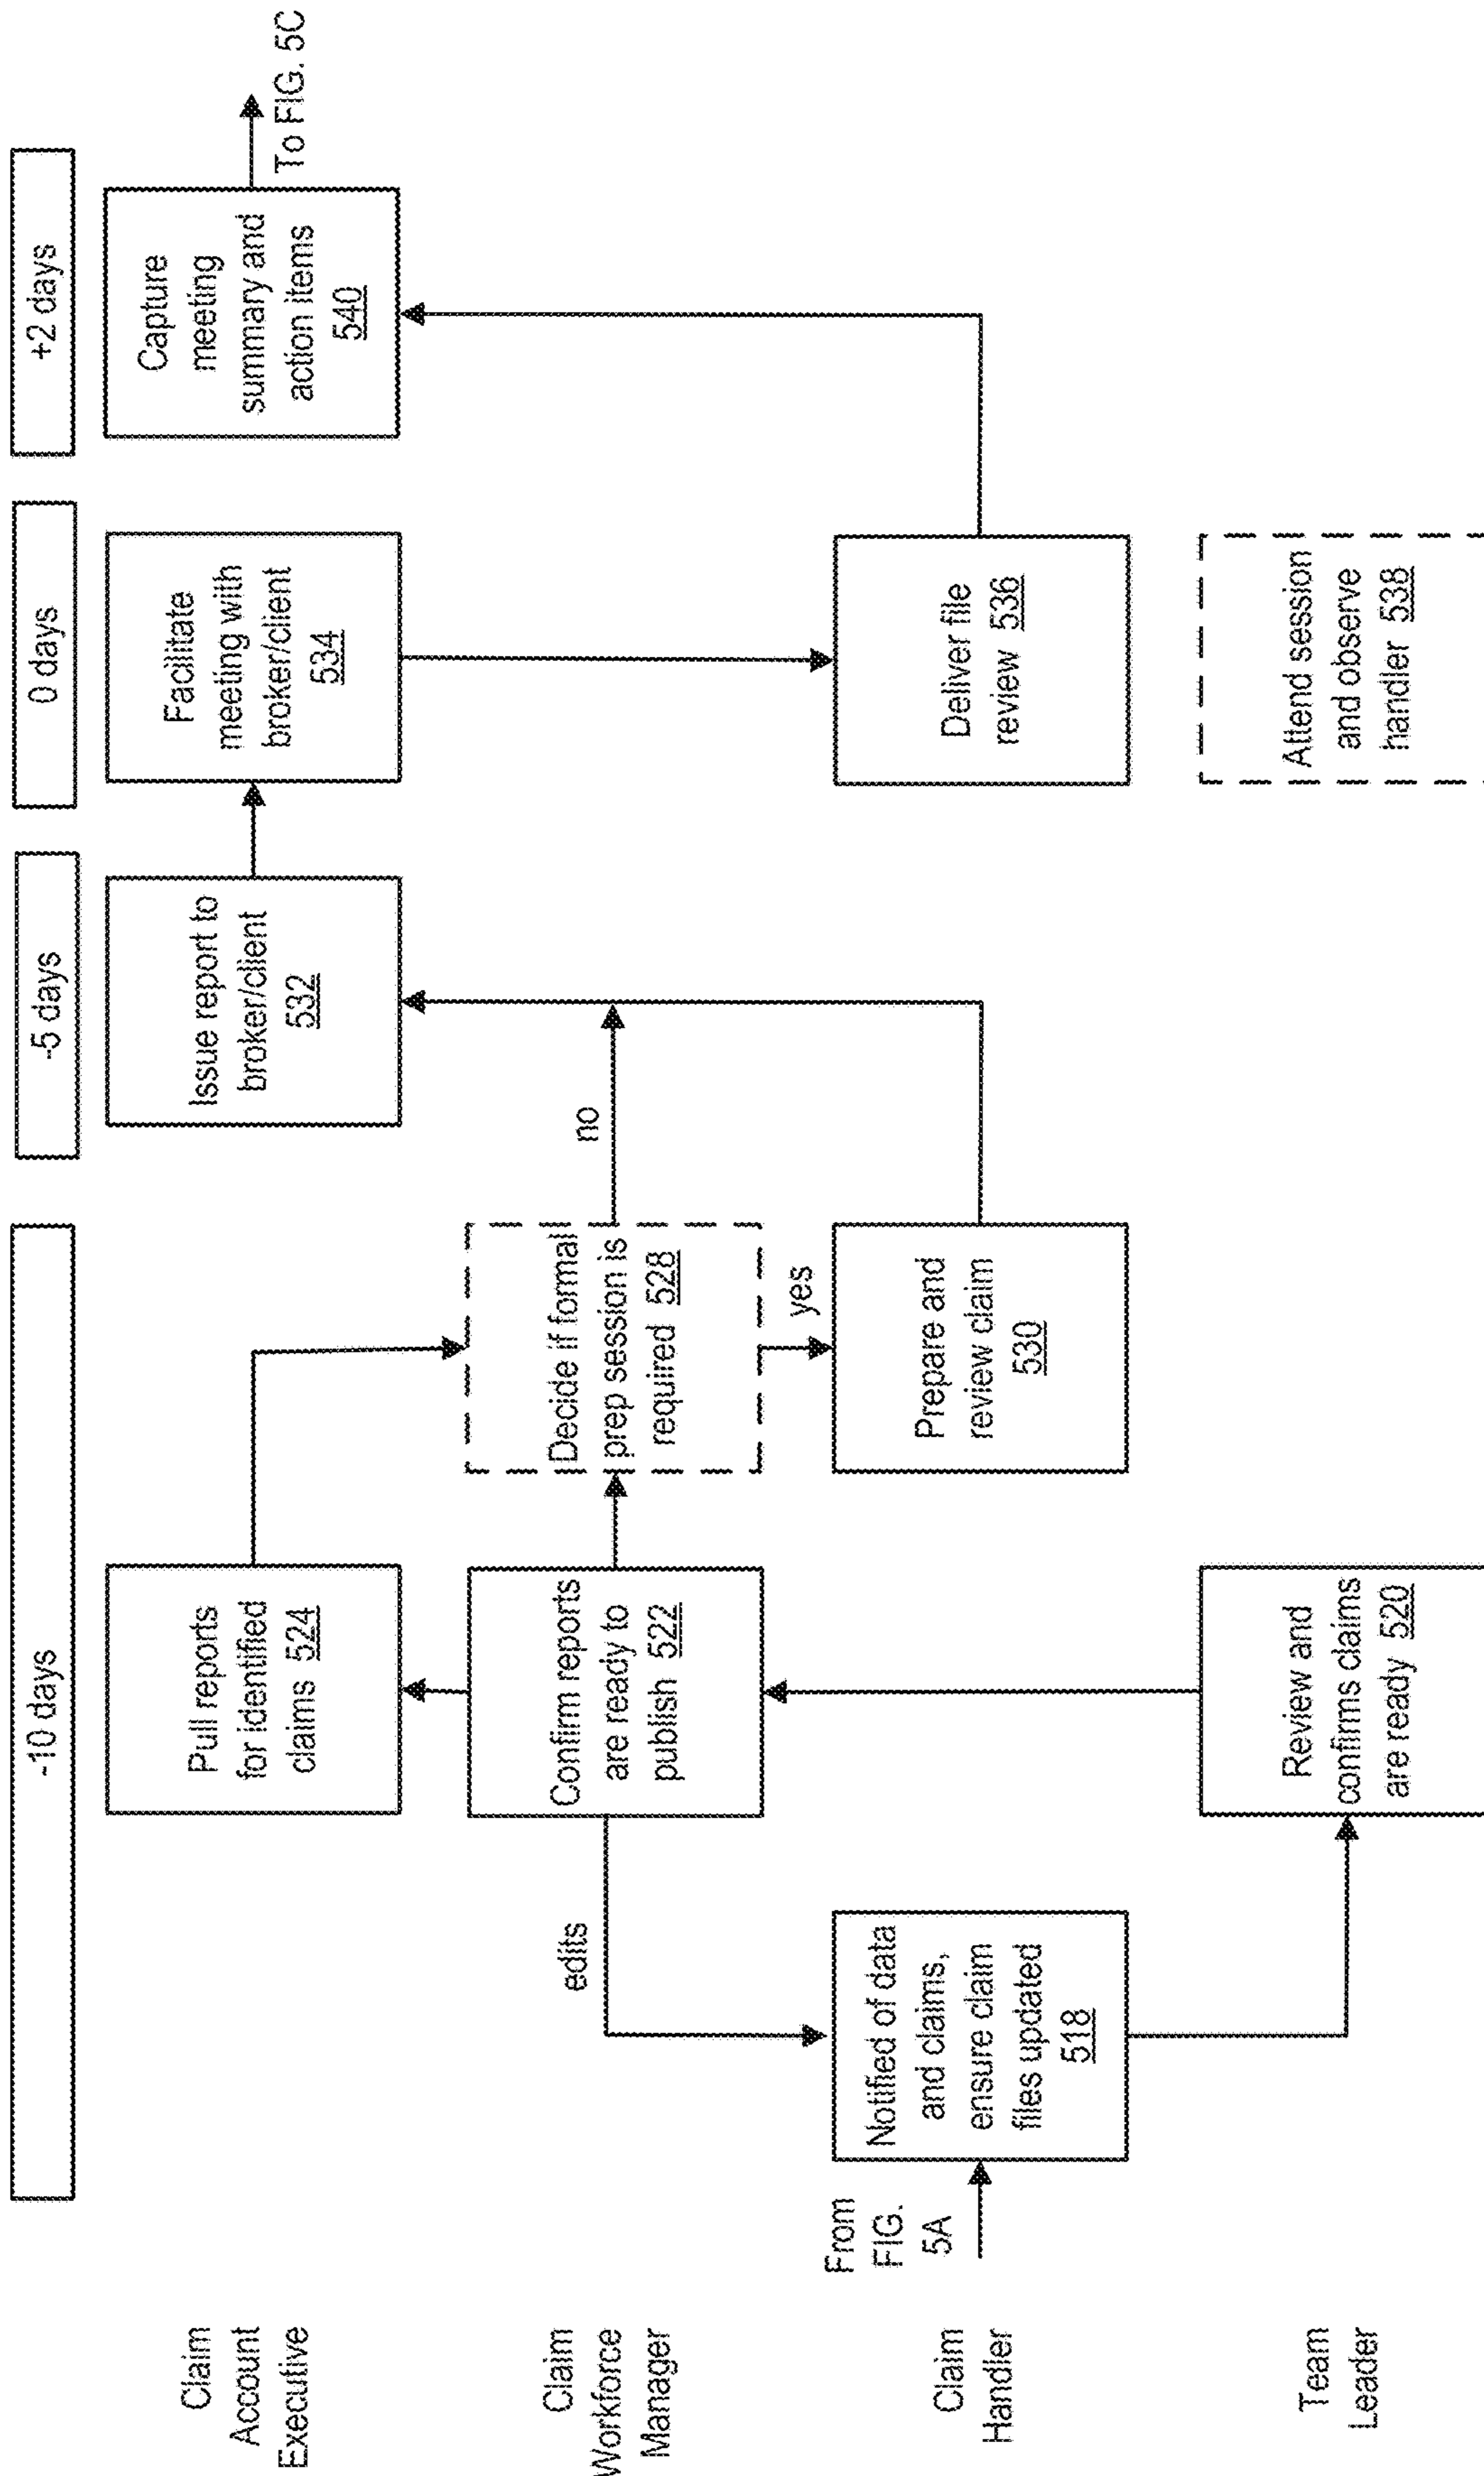 -10 days
-5 days
0 days
+2 days
Claim
Account
Executive
Pull reports
for identified
claims 524
Issue report to
broker/client
532
Facilitate
meeting with
broker/client
534
Capture
meeting
summary and
action items
540
To FIG. 5C
Claim
Workforce
Manager
edits
Confirm reports
are ready to
publish 522
Decide if formal
prep session is
required 528
no
yes
Claim
Handler
From
FIG.
5A
Notified of data
and claims,
ensure claim
files updated
518
Prepare and
review claim
530
Deliver file
review 536
Team
Leader
Review and
confirms claims
are ready 520
Attend session
and observe
handler 538